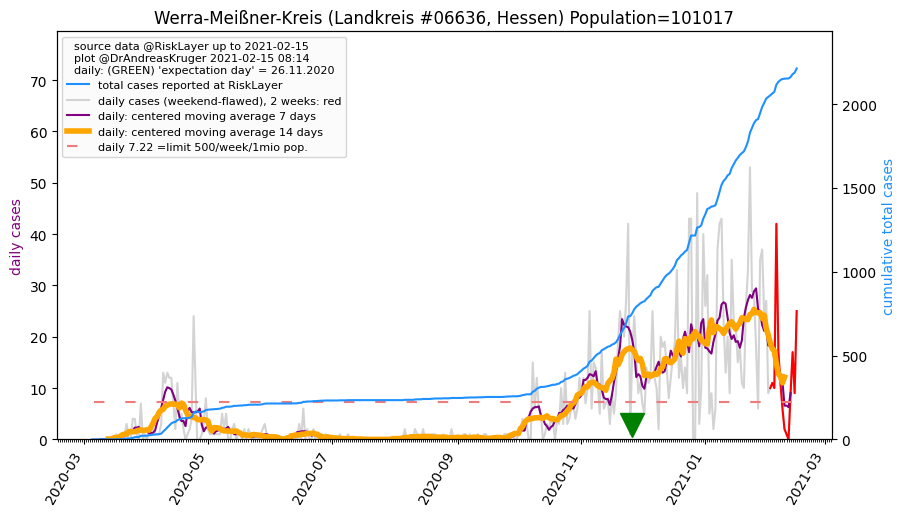 Werra-Meißner-Kreis (Landkreis #06636, Hessen) Population=101017
source data @RiskLayer up to 2021-02-15
plot @DrAndreasKruger 2021-02-15 08:14
daily: (GREEN) 'expectation day' = 26.11.2020
total cases reported at RiskLayer
daily cases (weekend-flawed), 2 weeks: red
daily: centered moving average 7 days
daily: centered moving average 14 days
daily 7.22 =limit 500/week/1mio pop.
daily cases
70
60
50
40
30
20
10
0
cumulative total cases
2000
1500
1000
500
0
2020-03
2020-05
2020-07
2020-09
2020-11
2021-01
2021-03